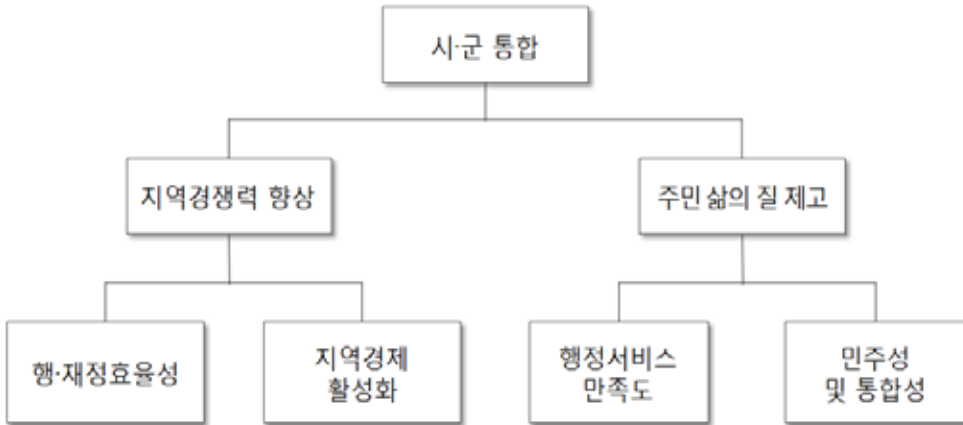 시·군 통합
지역경쟁력 향상
주민 삶의 질 제고
행·재정효율성
지역경제
활성화
행정서비스
만족도
민주성
및 통합성